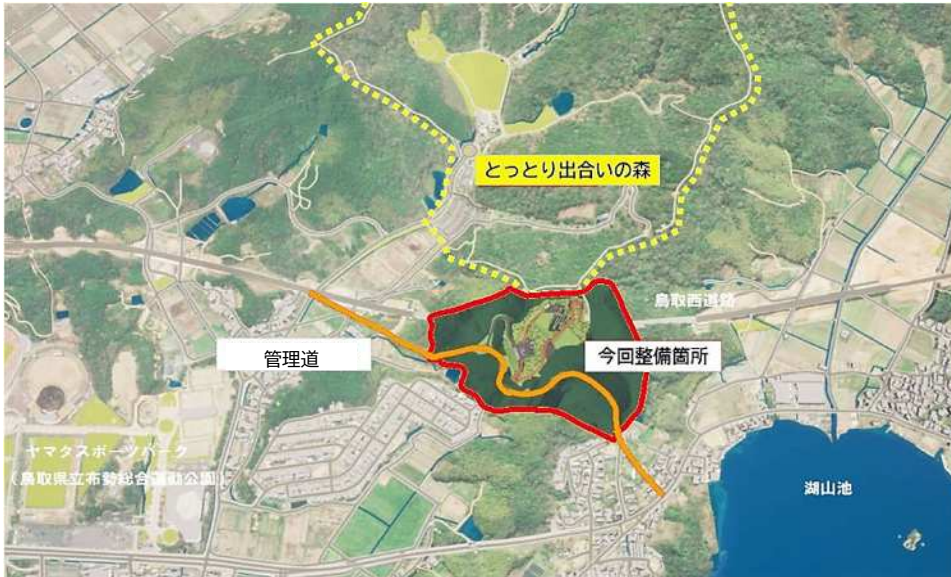 とっとり出合いの森
鳥取西道路
管理道
今回整備箇所
ヤマタスポーツパーク
(鳥取県立布勢総合運動公園)
湖山池